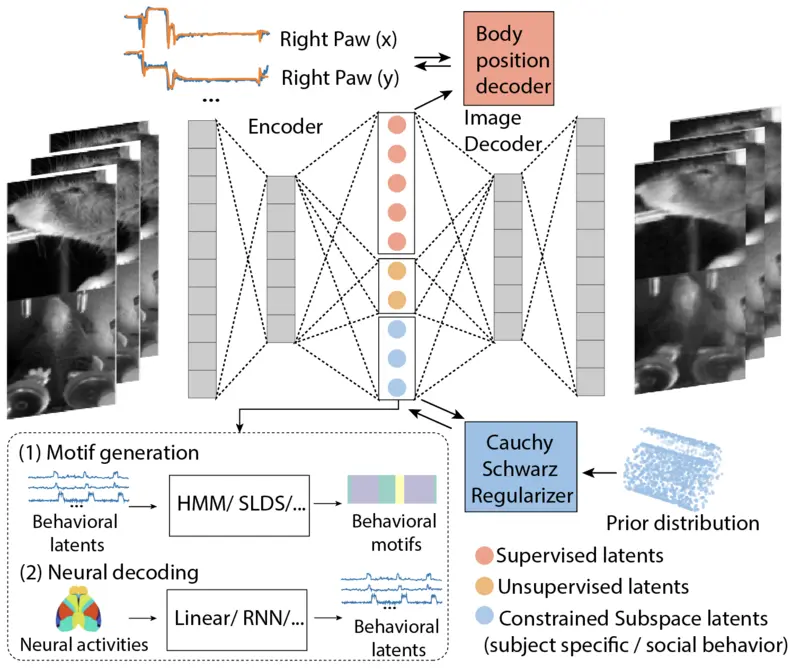 Right Paw (x)
Right Paw (y)
...
Body
position
decoder
Encoder
Image
Decoder
(1) Motif generation
...
Behavioral
latents
HMM/ SLDS/...
Behavioral
motifs
(2) Neural decoding
Neural activities
Linear/ RNN/...
...
Behavioral
latents
Cauchy
Schwarz
Regularizer
Prior distribution
Supervised latents
Unsupervised latents
Constrained Subspace latents
(subject specific / social behavior)